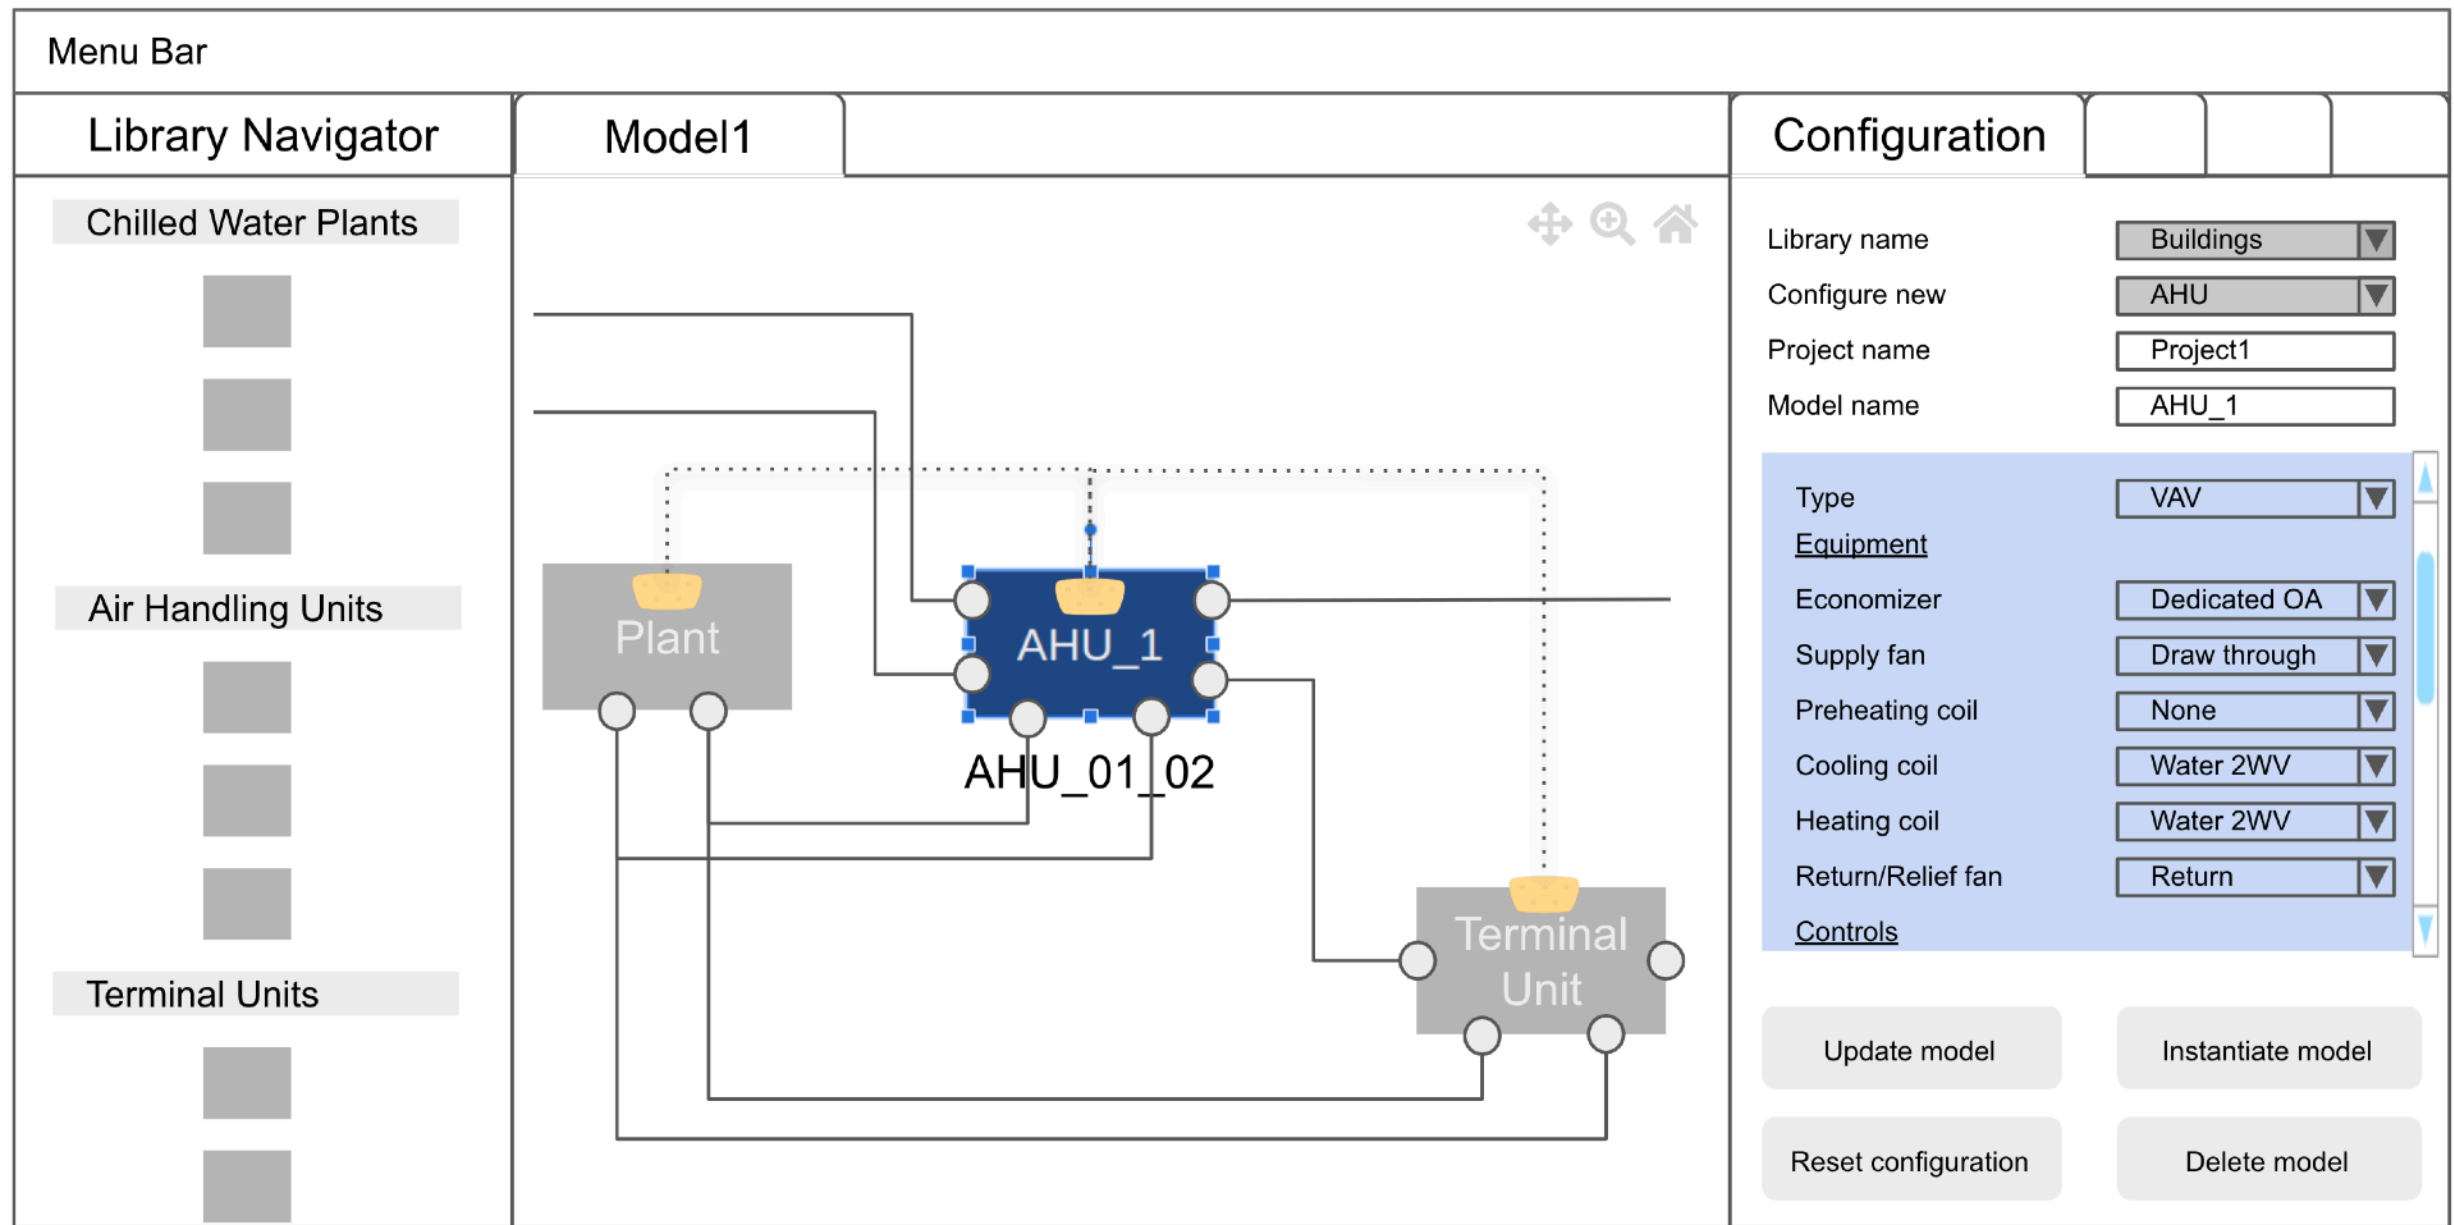 Menu Bar
Library Navigator
Model1
Configuration
Chilled Water Plants
Air Handling Units
Terminal Units
Plant
AHU_1
AHU_01_02
Terminal
Unit
Library name Buildings
Configure new AHU
Project name Project1
Model name AHU_1
Type VAV
Equipment
Economizer Dedicated OA
Supply fan Draw through
Preheating coil None
Cooling coil Water 2WV
Heating coil Water 2WV
Return/Relief fan Return
Controls
Update model Instantiate model
Reset configuration Delete model